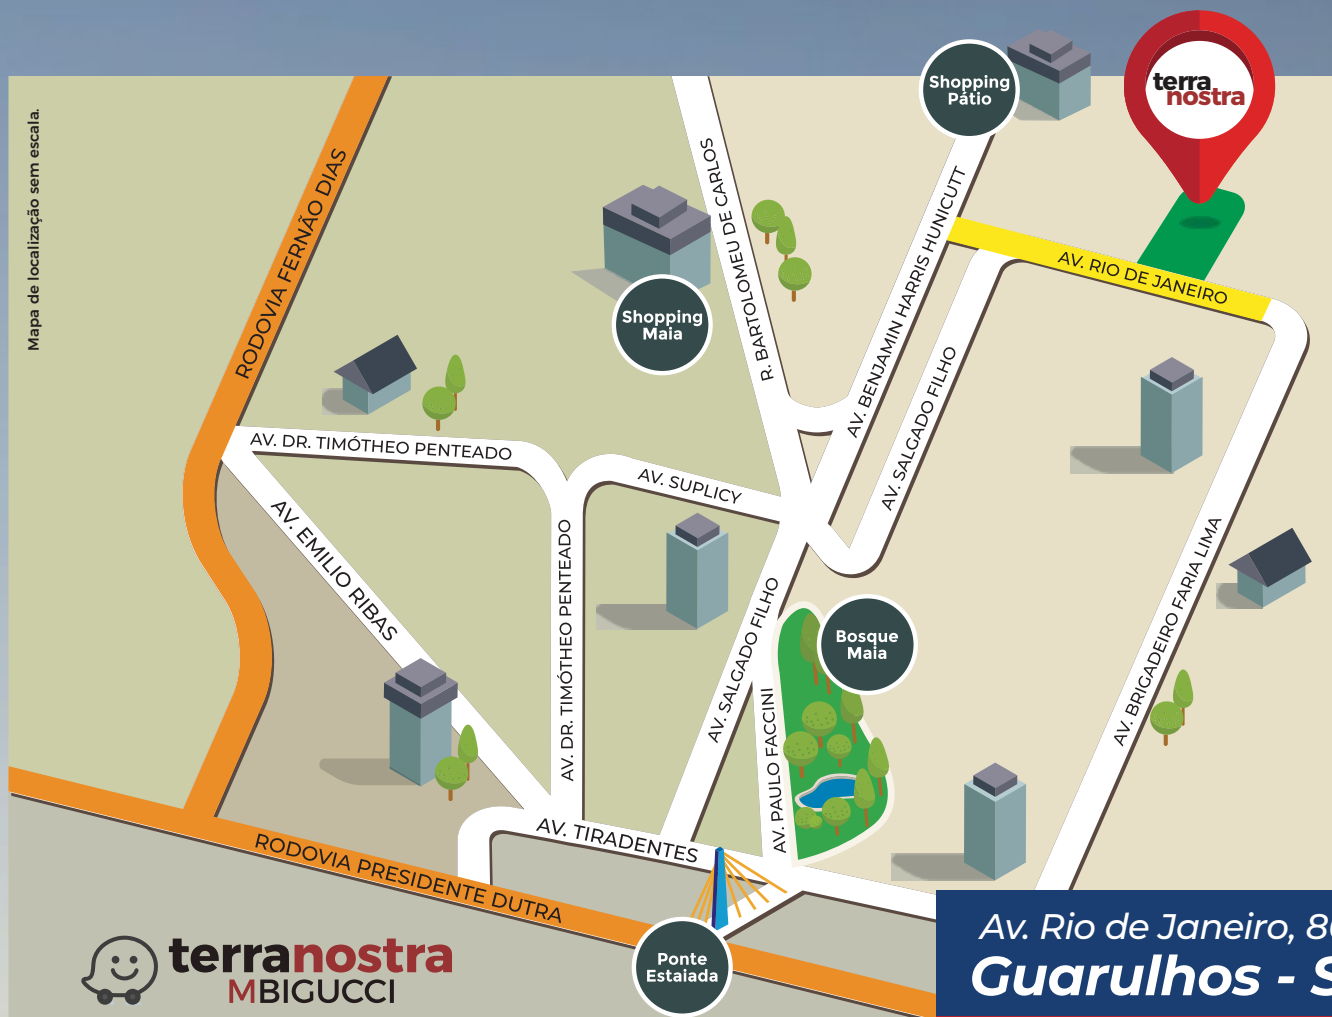 Mapa de localização sem escala.
Shopping
Pátio
terra
nostra
RODOVIA FERNÃO DIAS
R. BARTOLOMEU DE CARLOS
AV. BENJAMIN HARRIS HUNICUTT
AV. RIO DE JANEIRO
Shopping
Maia
AV. SALGADO FILHO
AV. DR. TIMÓTHEO PENTEADO
AV. SUPLICY
AV. EMILIO RIBAS
AV. DR. TIMÓTHEO PENTEADO
AV. SALGADO FILHO
Bosque
Maia
AV. BRIGADEIRO FARIA LIMA
AV. PAULO FACCINI
AV. TIRADENTES
RODOVIA PRESIDENTE DUTRA
Ponte
Estaiada
terranostra
MBIGUCCI
Av. Rio de Janeiro, 8
Guarulhos - S